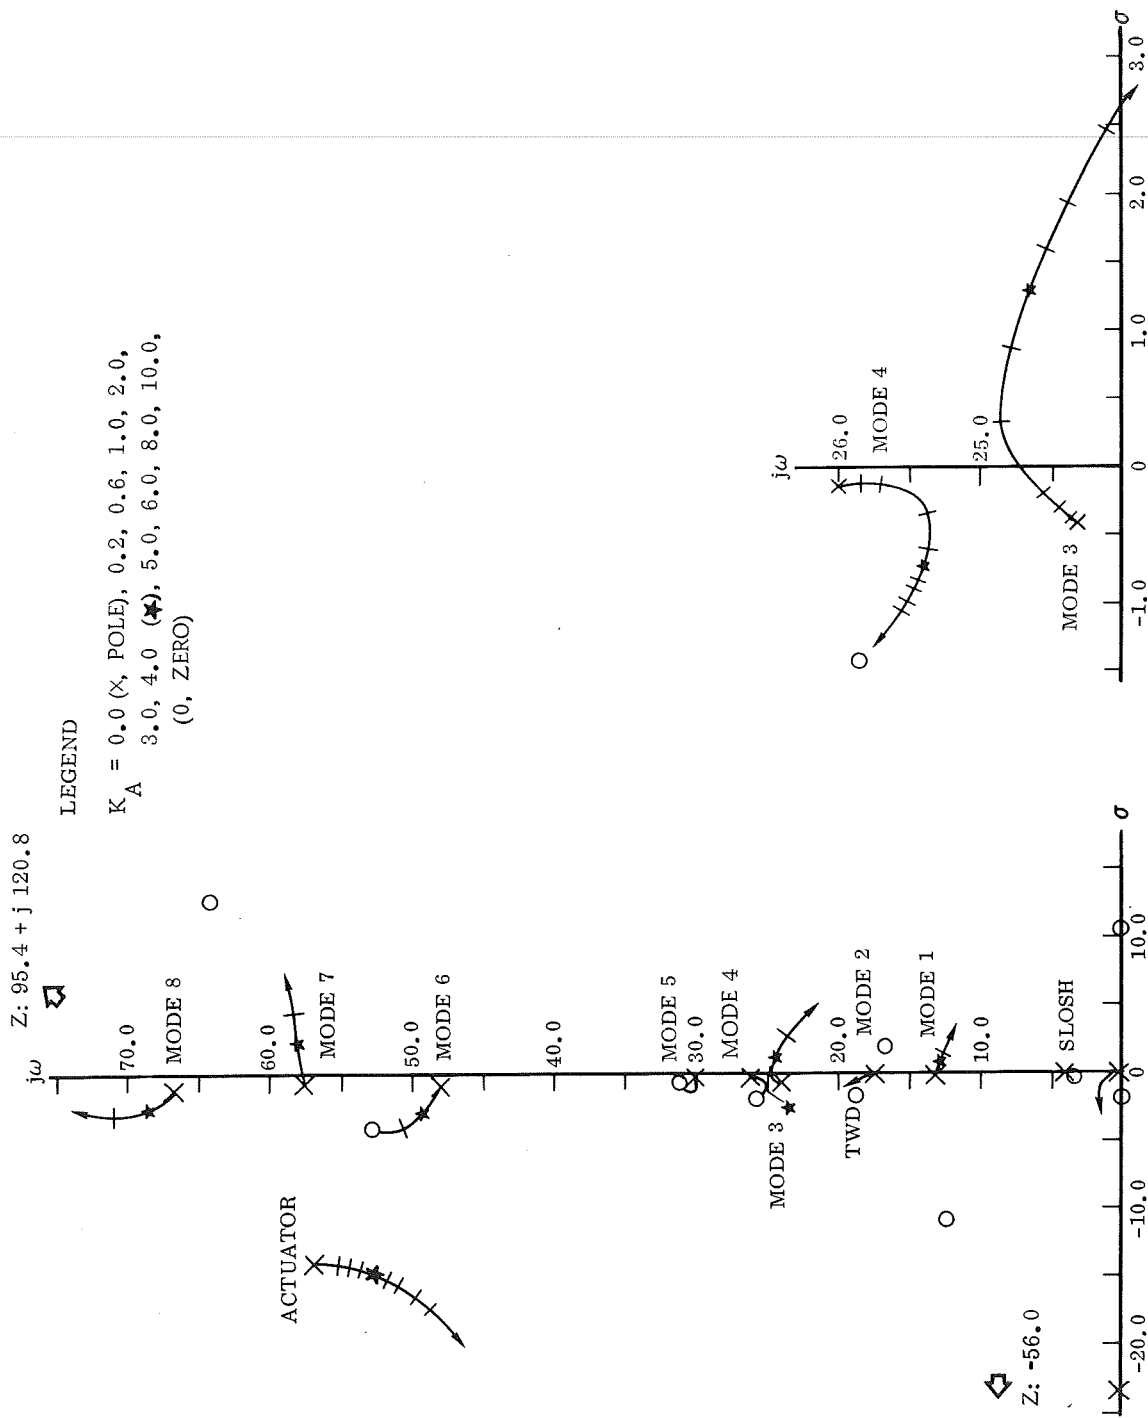 Z: 95.4 + j 120.8
LEGEND
K_A = 0.0 (×, POLE), 0.2, 0.6, 1.0, 2.0,
3.0, 4.0 (★), 5.0, 6.0, 8.0, 10.0,
(0, ZERO)
jω
70.0
MODE 8
60.0
MODE 7
ACTUATOR
50.0
MODE 6
40.0
MODE 5
30.0
MODE 4
MODE 3
20.0
MODE 2
TWD
MODE 1
10.0
SLOSH
Z: -56.0
-20.0
-10.0
0
10.0
σ
jω
26.0
MODE 4
25.0
MODE 3
-1.0
0
1.0
2.0
3.0
σ